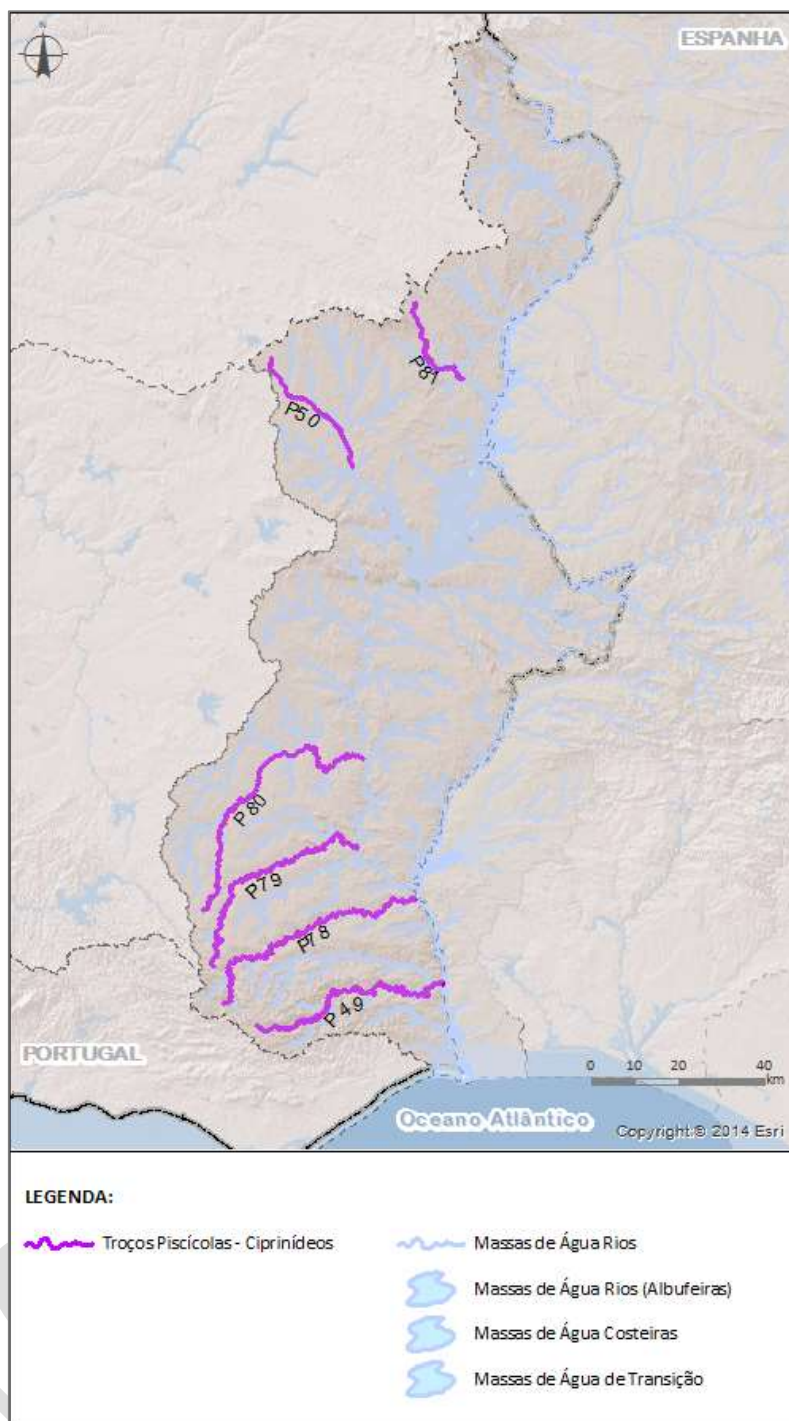 ESPANHA
P81
P50
P80
P79
P78
P49
PORTUGAL
0 10 20 40
km
Oceano Atlântico
Copyright:© 2014 Esri
LEGENDA:
Troços Piscícolas - Ciprinídeos
Massas de Água Rios
Massas de Água Rios (Albufeiras)
Massas de Água Costeiras
Massas de Água de Transição